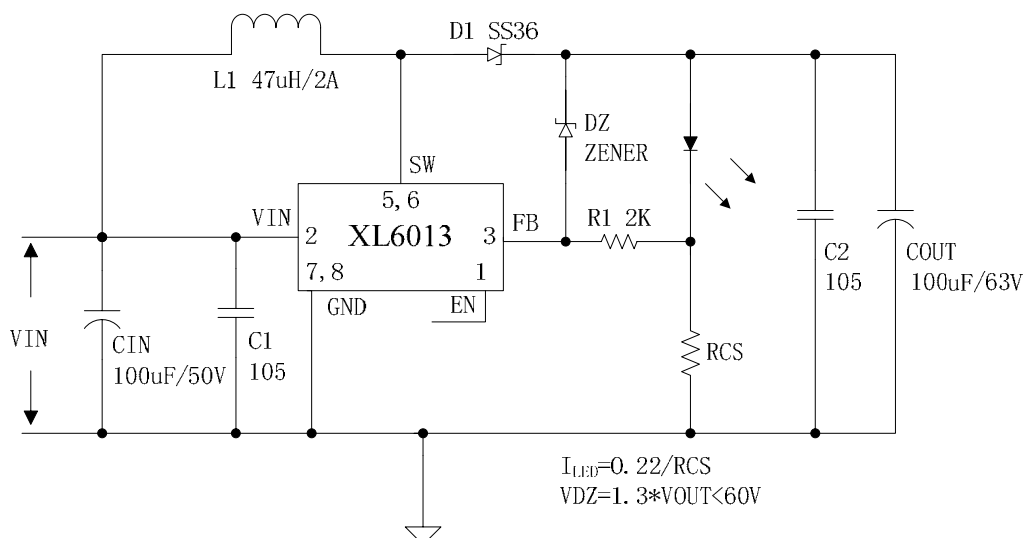 D1 SS36
L1 47uH/2A
DZ
ZENER
SW
5, 6
VIN
2
XL6013
3
FB
R1 2K
7, 8
1
GND
EN
C2
105
COUT
100uF/63V
VIN
CIN
100uF/50V
C1
105
RCS
ILED=0.22/RCS
VDZ=1.3*VOUT<60V